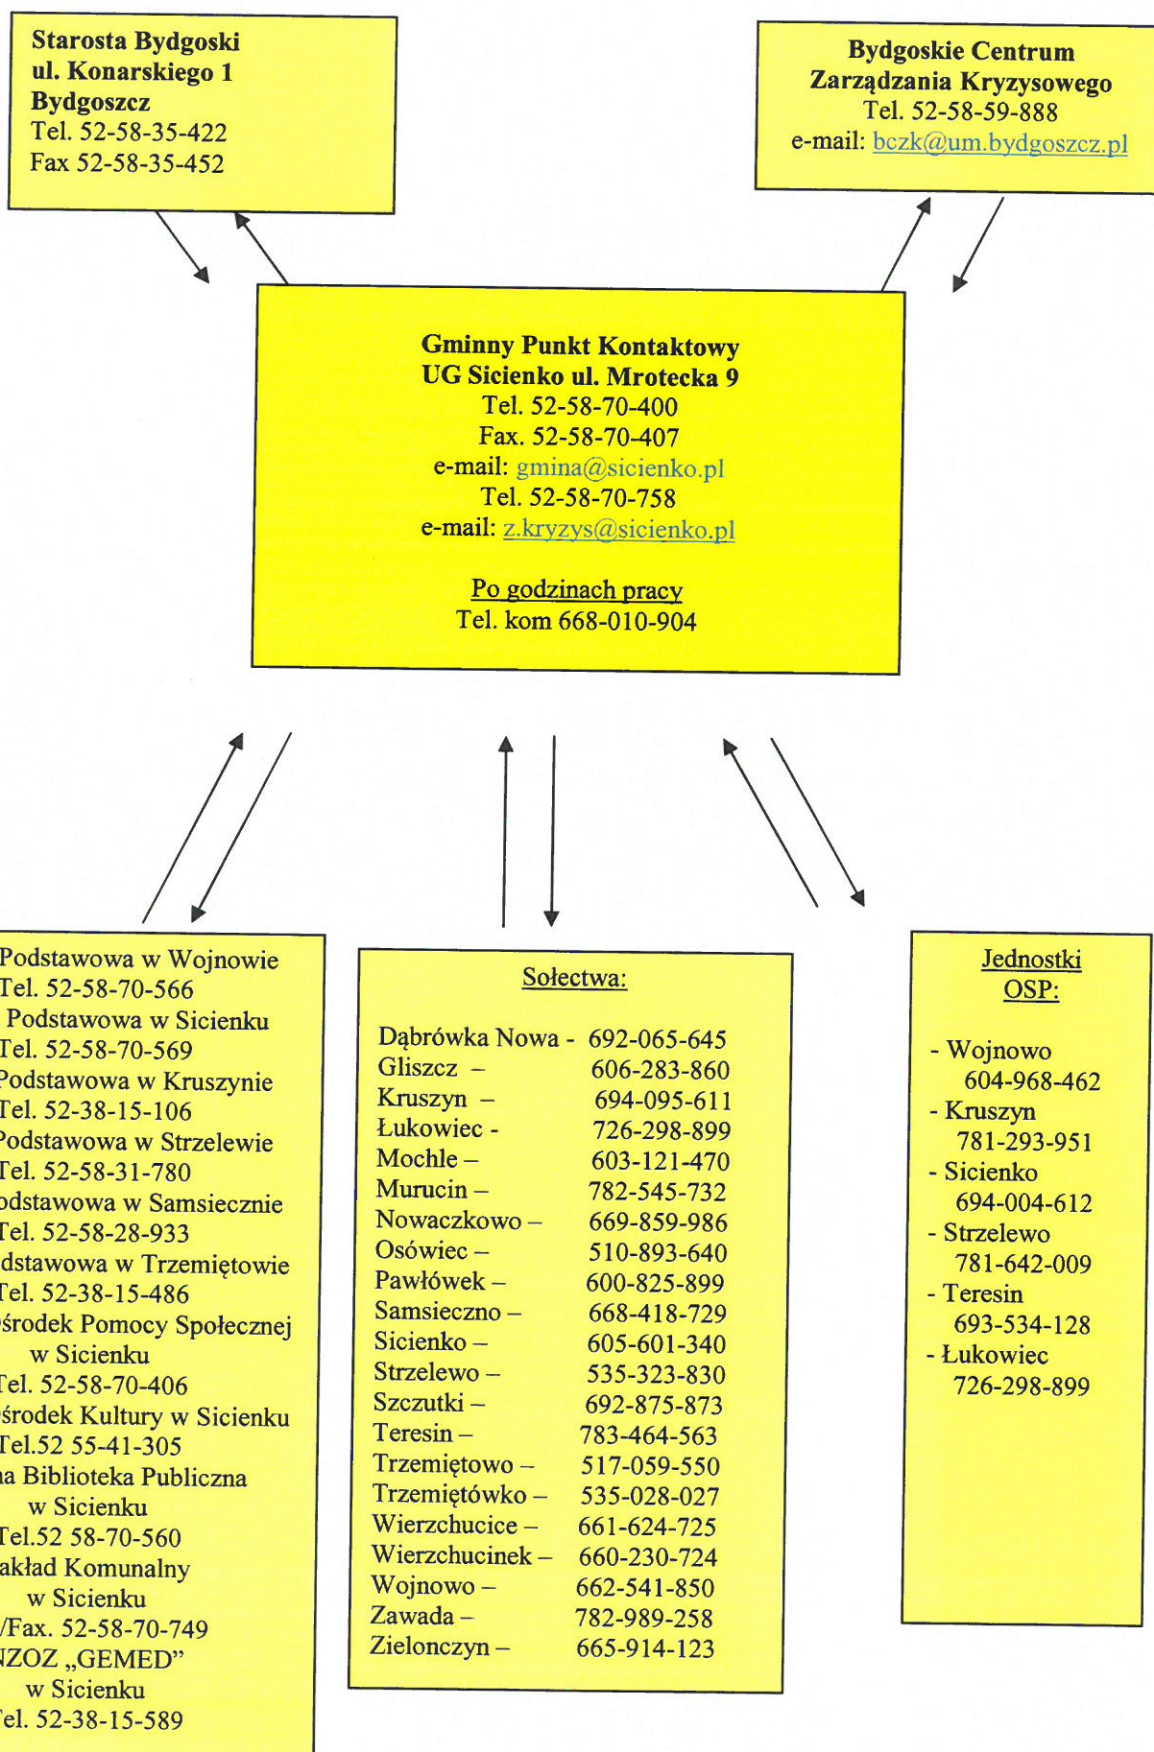 Starosta Bydgoski
ul. Konarskiego 1
Bydgoszcz
Tel. 52-58-35-422
Fax 52-58-35-452
Bydgoskie Centrum
Zarządzania Kryzysowego
Tel. 52-58-59-888
e-mail: bczk@um.bydgoszcz.pl
Gminny Punkt Kontaktowy
UG Sicienko ul. Mrotecka 9
Tel. 52-58-70-400
Fax. 52-58-70-407
e-mail: gmina@sicienko.pl
Tel. 52-58-70-758
e-mail: z.kryzys@sicienko.pl
Po godzinach pracy
Tel. kom 668-010-904
Podstawowa w Wojnowie
Tel. 52-58-70-566
Podstawowa w Sicienku
Tel. 52-58-70-569
Podstawowa w Kruszynie
Tel. 52-38-15-106
Podstawowa w Strzelewie
Tel. 52-58-31-780
odstawowa w Samsiecznie
Tel. 52-58-28-933
dstawowa w Trzemiętowie
Tel. 52-38-15-486
środek Pomocy Społecznej
w Sicienku
Tel. 52-58-70-406
środek Kultury w Sicienku
Tel.52 55-41-305
na Biblioteka Publiczna
w Sicienku
Tel.52 58-70-560
akład Komunalny
w Sicienku
/Fax. 52-58-70-749
NZOZ „GEMED”
w Sicienku
Tel. 52-38-15-589
Sołectwa:
Dąbrówka Nowa - 692-065-645
Gliszcz – 606-283-860
Kruszyn – 694-095-611
Łukowiec - 726-298-899
Mochle – 603-121-470
Murucin – 782-545-732
Nowaczkowo – 669-859-986
Osówiec – 510-893-640
Pawłówek – 600-825-899
Samsieczno – 668-418-729
Sicienko – 605-601-340
Strzelewo – 535-323-830
Szczutki – 692-875-873
Teresin – 783-464-563
Trzemiętowo – 517-059-550
Trzemiętówko – 535-028-027
Wierzchucice – 661-624-725
Wierzchucinek – 660-230-724
Wojnowo – 662-541-850
Zawada – 782-989-258
Zielonczyn – 665-914-123
Jednostki
OSP:
- Wojnowo
604-968-462
- Kruszyn
781-293-951
- Sicienko
694-004-612
- Strzelewo
781-642-009
- Teresin
693-534-128
- Łukowiec
726-298-899